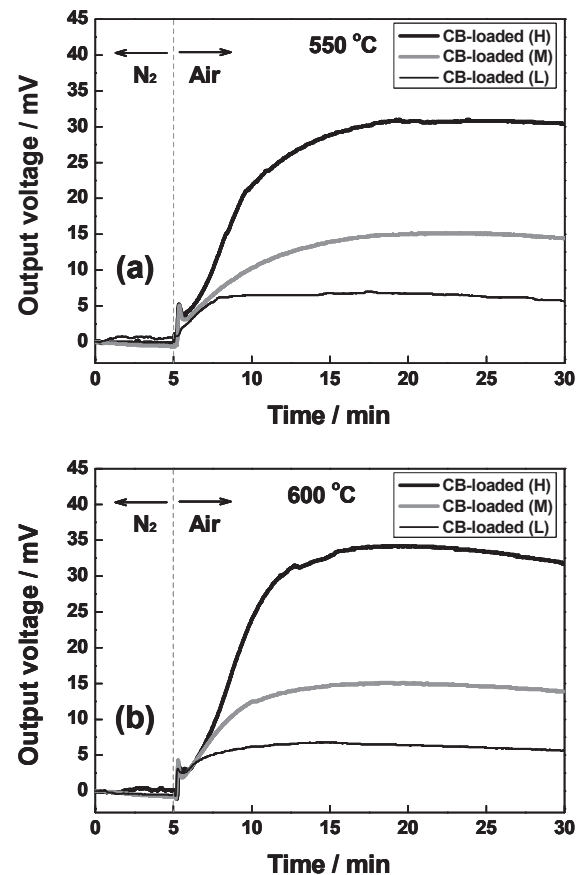 45
40
35
30
25
20
15
10
5
0
Output voltage / mV
N2
Air
550 °C
CB-loaded (H)
CB-loaded (M)
CB-loaded (L)
(a)
0 5 10 15 20 25 30
Time / min
45
40
35
30
25
20
15
10
5
0
Output voltage / mV
N2
Air
600 °C
CB-loaded (H)
CB-loaded (M)
CB-loaded (L)
(b)
0 5 10 15 20 25 30
Time / min